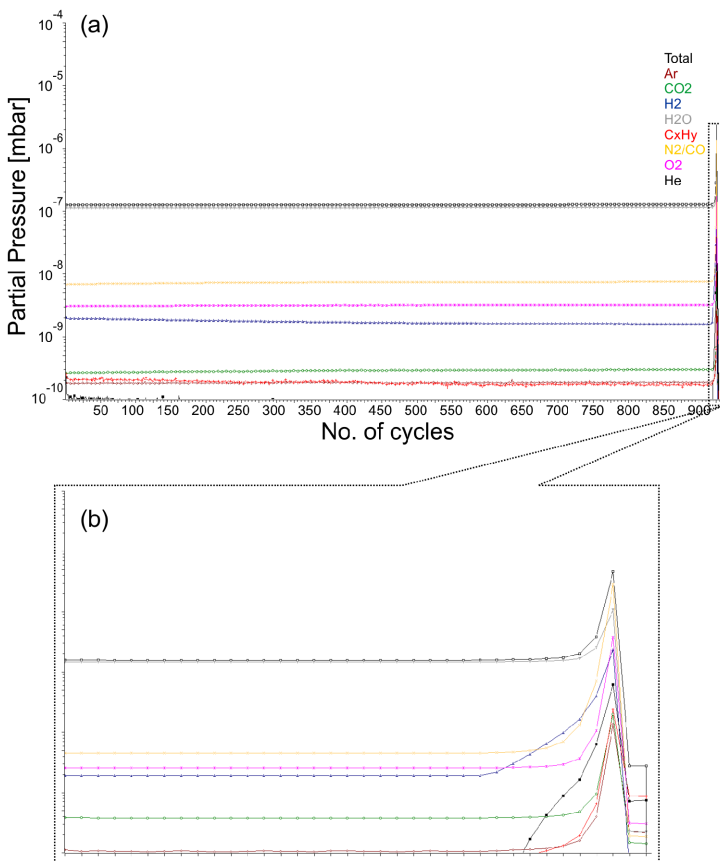 (a)
10-4
10-5
10-6
10-7
10-8
10-9
10-10
Partial Pressure [mbar]
Total
Ar
CO2
H2
H2O
CxHy
N2/CO
O2
He
50 100 150 200 250 300 350 400 450 500 550 600 650 700 750 800 850 900
No. of cycles
(b)